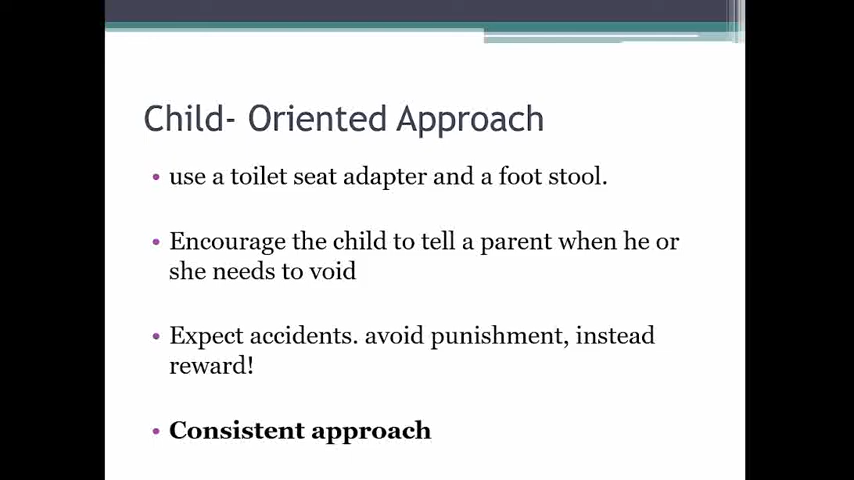 Child- Oriented Approach
• use a toilet seat adapter and a foot stool.
• Encourage the child to tell a parent when he or
she needs to void
• Expect accidents. avoid punishment, instead
reward!
• Consistent approach